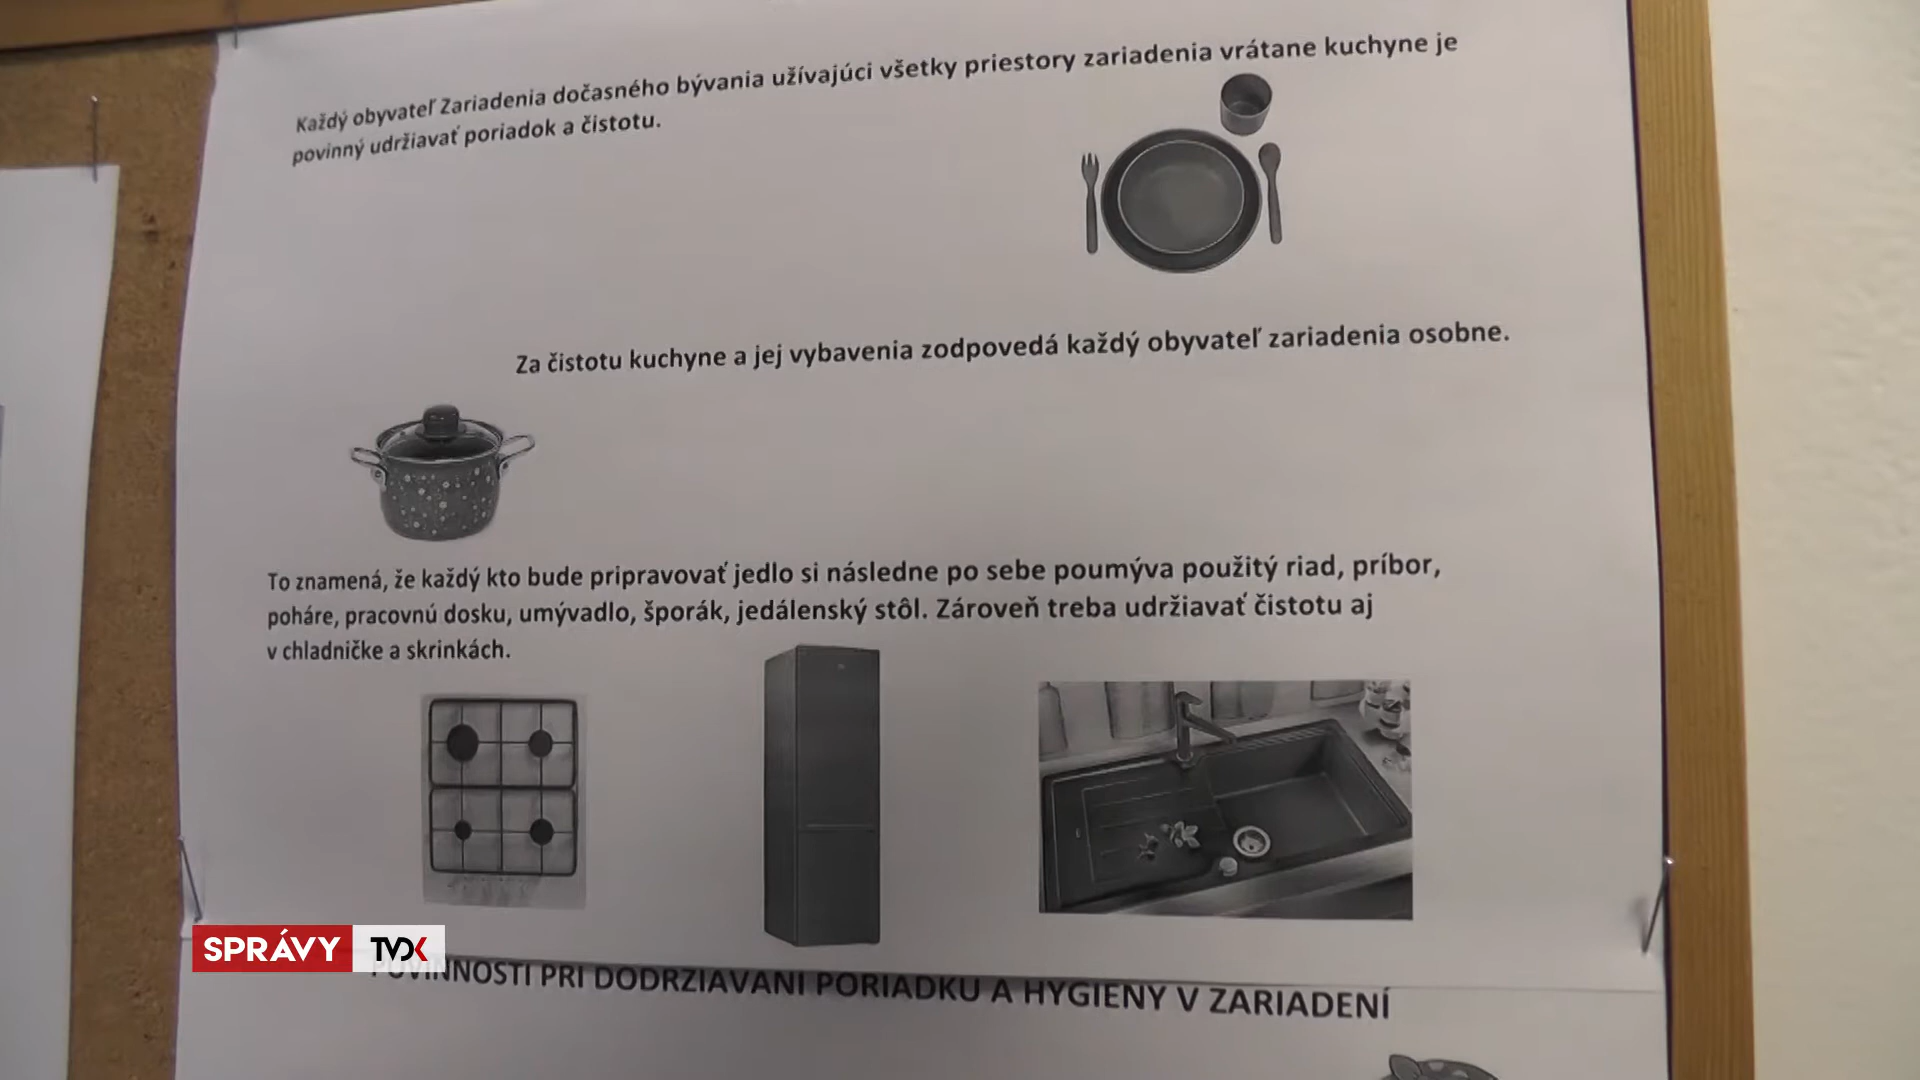 Každý obyvateľ Zariadenia dočasného bývania užívajúci všetky priestory zariadenia vrátane kuchyne je
povinný udržiavať poriadok a čistotu.
Za čistotu kuchyne a jej vybavenia zodpovedá každý obyvateľ zariadenia osobne.
To znamená, že každý kto bude pripravovať jedlo si následne po sebe poumýva použitý riad, príbor,
poháre, pracovnú dosku, umývadlo, šporák, jedálenský stôl. Zároveň treba udržiavať čistotu aj
v chladničke a skrinkách.
SPRÁVY TVDK
POVINNOSTI PRI DODRZIAVANI PORIADKU A HYGIENY V ZARIADENÍ